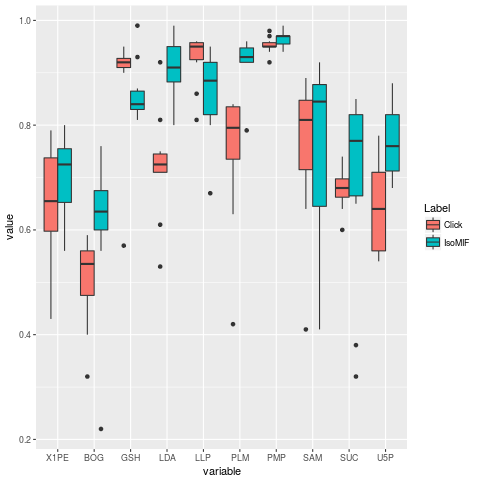 1.0
0.8
0.6
0.4
0.2
value
X1PE BOG GSH LDA LLP PLM PMP SAM SUC U5P
variable
Label
Click
IsoMIF